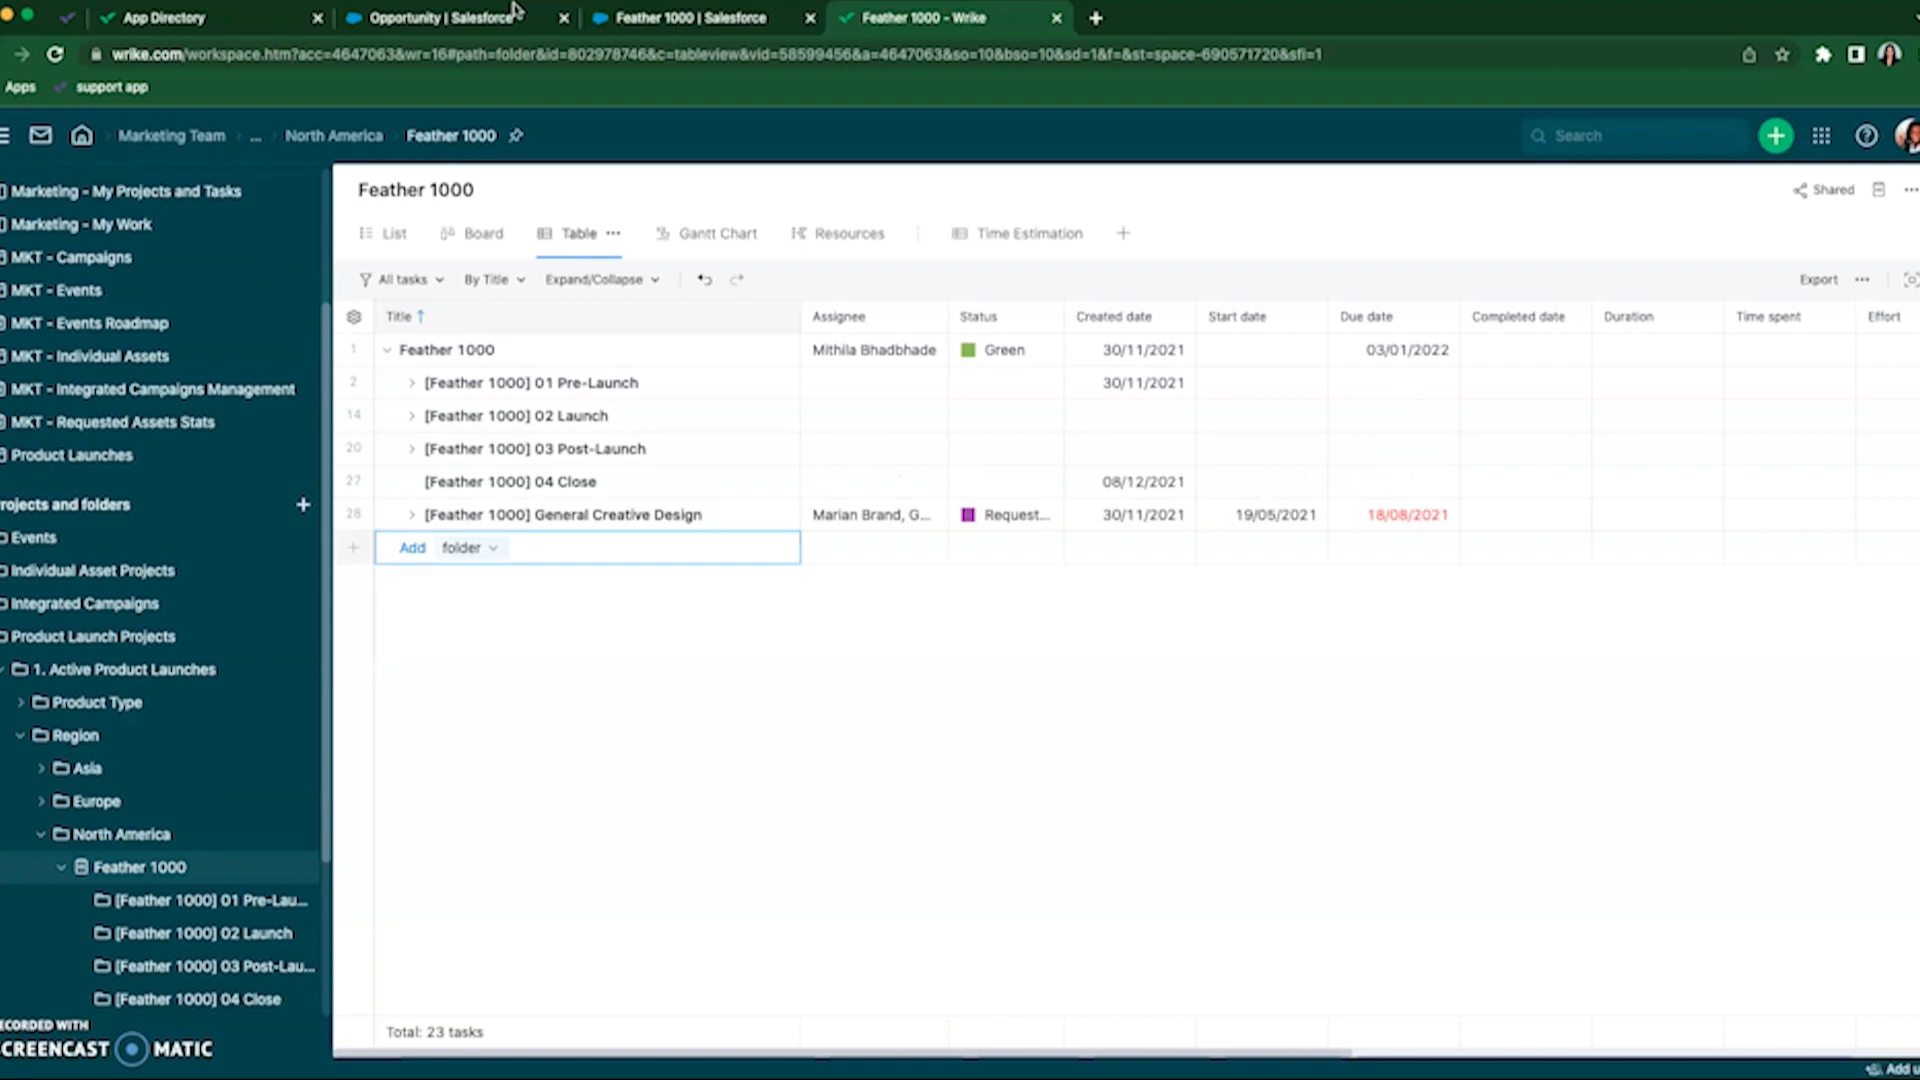 App Directory
Opportunity | Salesforce
Feather 1000 | Salesforce
Feather 1000 - Wrike
wrike.com/workspace.htm?acc=4647063&wr=16#path=folder&id=802978746&c=tableview&vid=58599456&a=4647063&so=10&bso=10&sd=1&f=&st=space-690571720&sfi=1
Apps
support app
Marketing Team
...
North America
Feather 1000
Search
Marketing - My Projects and Tasks
Marketing - My Work
MKT - Campaigns
MKT - Events
MKT - Events Roadmap
MKT - Individual Assets
MKT - Integrated Campaigns Management
MKT - Requested Assets Stats
Product Launches
rojects and folders
Events
Individual Asset Projects
Integrated Campaigns
Product Launch Projects
1. Active Product Launches
Product Type
Region
Asia
Europe
North America
Feather 1000
[Feather 1000] 01 Pre-Lau...
[Feather 1000] 02 Launch
[Feather 1000] 03 Post-Lau...
[Feather 1000] 04 Close
ECORDED WITH
CREENCAST MATIC
Feather 1000
Shared
List Board Table Gantt Chart Resources Time Estimation
All tasks By Title Expand/Collapse Export
Title Assignee Status Created date Start date Due date Completed date Duration Time spent Effort
1 Feather 1000 Mithila Bhadbhade Green 30/11/2021 03/01/2022
2 [Feather 1000] 01 Pre-Launch 30/11/2021
14 [Feather 1000] 02 Launch
20 [Feather 1000] 03 Post-Launch
27 [Feather 1000] 04 Close 08/12/2021
28 [Feather 1000] General Creative Design Marian Brand, G... Request... 30/11/2021 19/05/2021 18/08/2021
Add folder
Total: 23 tasks
Add u